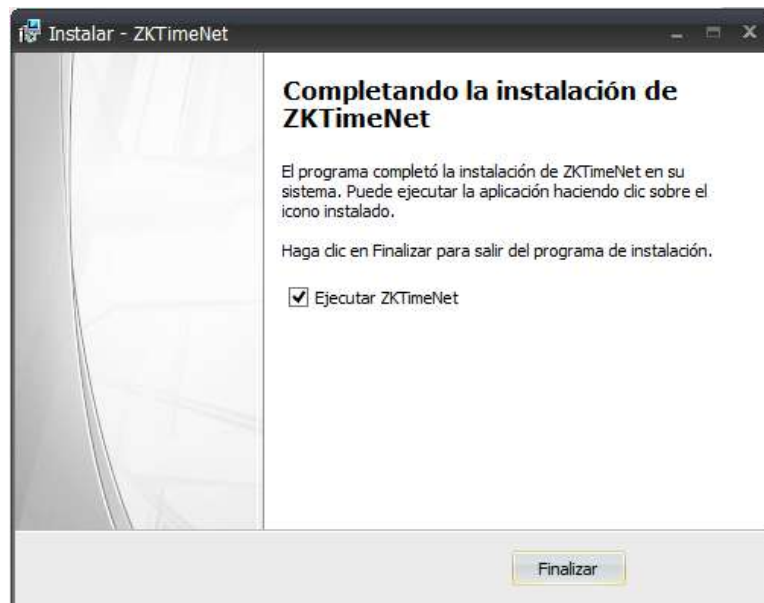 Instalar - ZKTimeNet
Completando la instalación de
ZKTimeNet
El programa completó la instalación de ZKTimeNet en su
sistema. Puede ejecutar la aplicación haciendo clic sobre el
icono instalado.
Haga clic en Finalizar para salir del programa de instalación.
Ejecutar ZKTimeNet
Finalizar